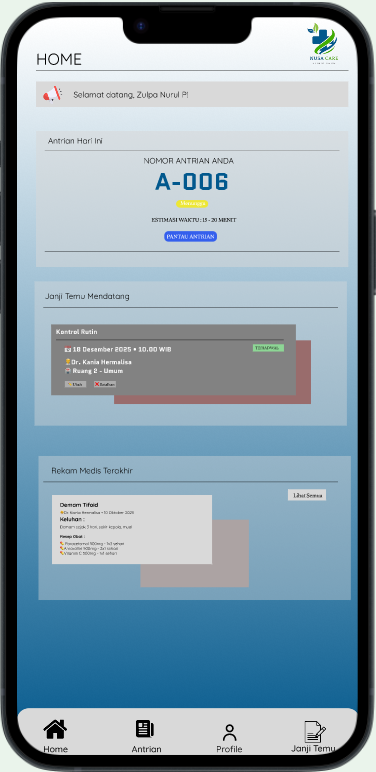 NUSA CARE
HOME
Selamat datang, Zulpa Nurul P!
Antrian Hari Ini
NOMOR ANTRIAN ANDA
A-006
Menunggu
ESTIMASI WAKTU : 15 - 20 MENIT
PANTAU ANTRIAN
Janji Temu Mendatang
Kontrol Rutin
18 Desember 2025 • 10.00 WIB
TERJADWAL
Dr. Kania Hermalisa
Ruang 2 - Umum
Ubah
Batalkan
Rekam Medis Terakhir
Lihat Semua
Demam Tifoid
Dr. Kania Hermalisa • 10 Oktober 2025
Keluhan :
Demam sejak 3 hari, sakit kepala, mual
Resep Obat :
Paracetamol 500mg - 3x1 sehari
500mg - 3x1 sehari
Vitamin C 500mg - 1x1 sehari
Home
Antrian
Profile
Janji Temu